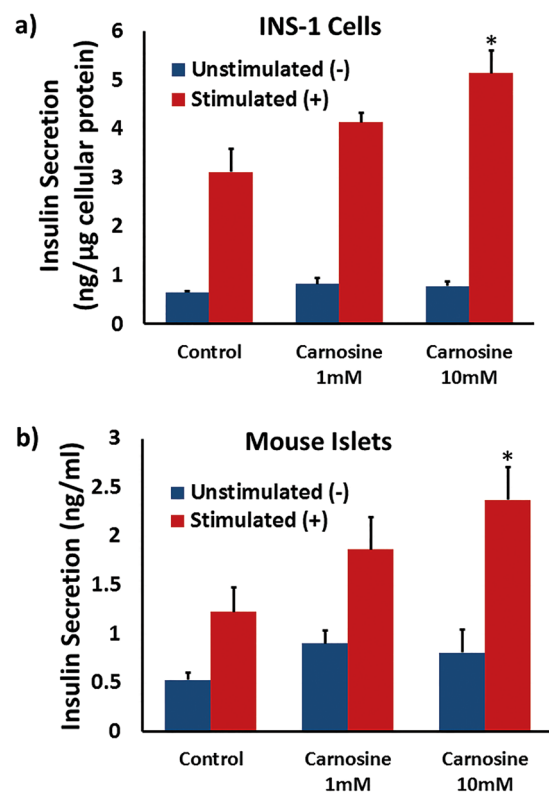 a)
INS-1 Cells
Insulin Secretion
(ng/µg cellular protein)
6
5
4
3
2
1
0
Unstimulated (-)
Stimulated (+)
*
Control
Carnosine
1mM
Carnosine
10mM
b)
Mouse Islets
Insulin Secretion (ng/ml)
3
2.5
2
1.5
1
0.5
0
Unstimulated (-)
Stimulated (+)
*
Control
Carnosine
1mM
Carnosine
10mM